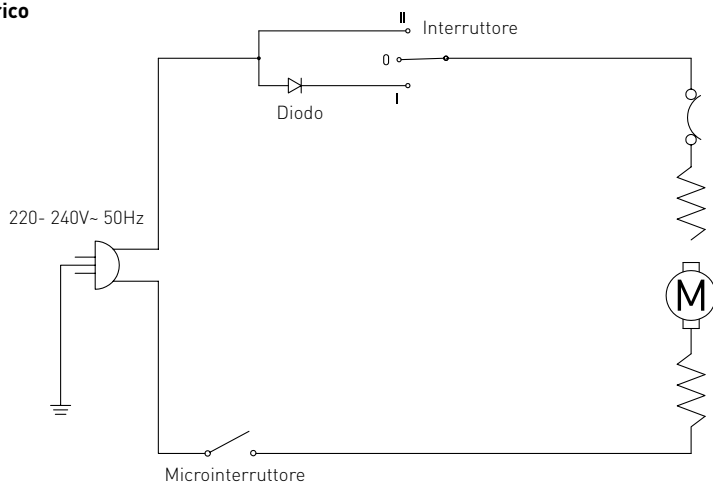 rico
II
Interruttore
0
I
Diodo
220- 240V~ 50Hz
M
Microinterruttore